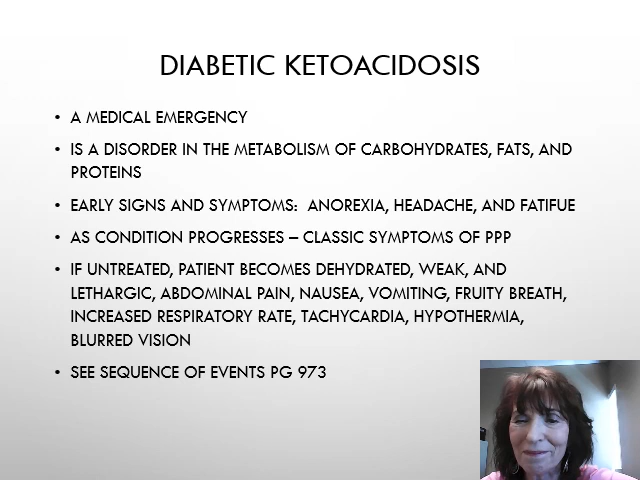 DIABETIC KETOACIDOSIS
• A MEDICAL EMERGENCY
• IS A DISORDER IN THE METABOLISM OF CARBOHYDRATES, FATS, AND
PROTEINS
• EARLY SIGNS AND SYMPTOMS:  ANOREXIA, HEADACHE, AND FATIFUE
• AS CONDITION PROGRESSES – CLASSIC SYMPTOMS OF PPP
• IF UNTREATED, PATIENT BECOMES DEHYDRATED, WEAK, AND
LETHARGIC, ABDOMINAL PAIN, NAUSEA, VOMITING, FRUITY BREATH,
INCREASED RESPIRATORY RATE, TACHYCARDIA, HYPOTHERMIA,
BLURRED VISION
• SEE SEQUENCE OF EVENTS PG 973